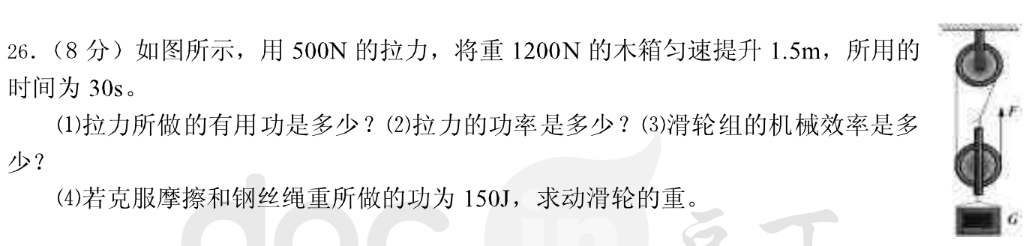 26.（8 分）如图所示，用 500N 的拉力，将重 1200N 的木箱匀速提升 1.5m，所用的
时间为 30s。
⑴拉力所做的有用功是多少？⑵拉力的功率是多少？⑶滑轮组的机械效率是多
少？
⑷若克服摩擦和钢丝绳重所做的功为 150J，求动滑轮的重。
F
G